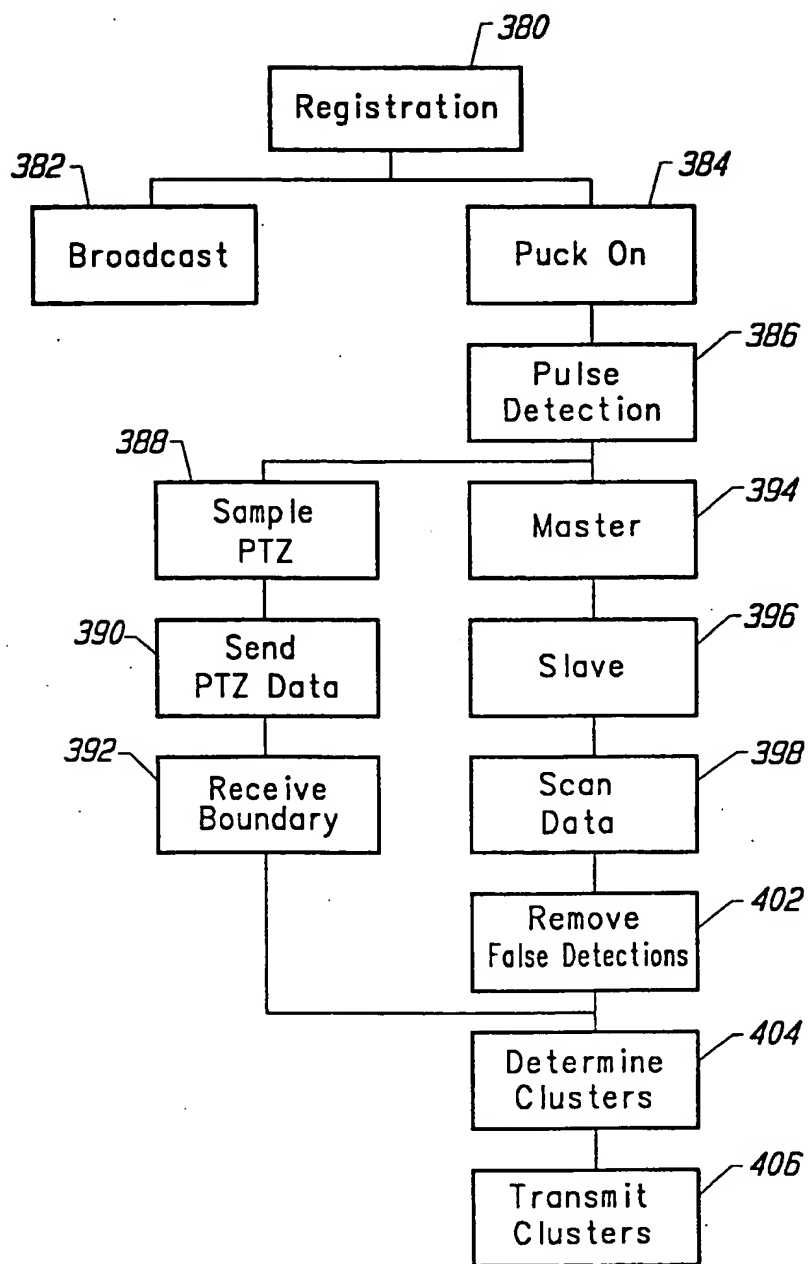 380
Registration
382
384
Broadcast
Puck On
386
Pulse
Detection
388
394
Sample
PTZ
Master
390
396
Send
PTZ Data
Slave
392
398
Receive
Boundary
Scan
Data
402
Remove
False Detections
404
Determine
Clusters
406
Transmit
Clusters